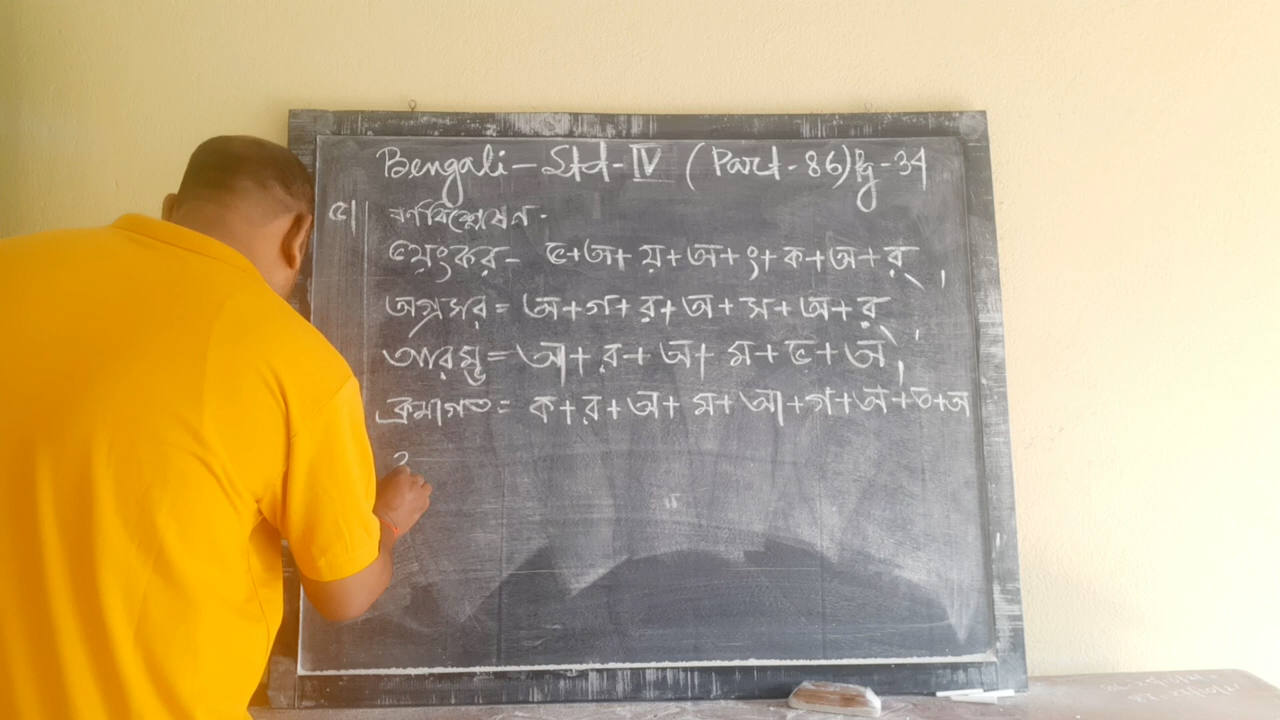 Bengali - Std - IV (Part - 86) Pg - 34
৫। বর্ণবিশ্লেষণ -
ভয়ংকর - ভ+অ+য়+অ+ং+ক+অ+র্,
অগ্রসর = অ+গ+র+অ+স+অ+র্,
আরম্ভ = আ+র+অ+ম+ভ+অ,
ক্রমাগত = ক+র+অ+ম+আ+গ+অ+ত+অ